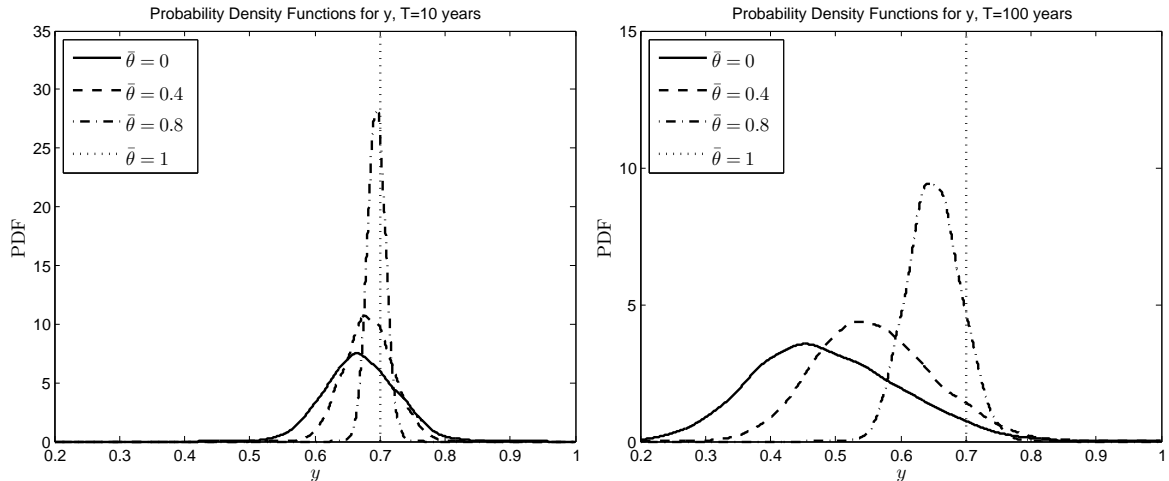 Probability Density Functions for y, T=10 years
35
30
25
20
15
10
5
0
PDF
θ̄ = 0
θ̄ = 0.4
θ̄ = 0.8
θ̄ = 1
0.2 0.3 0.4 0.5 0.6 0.7 0.8 0.9 1
y
Probability Density Functions for y, T=100 years
15
10
5
0
PDF
θ̄ = 0
θ̄ = 0.4
θ̄ = 0.8
θ̄ = 1
0.2 0.3 0.4 0.5 0.6 0.7 0.8 0.9 1
y